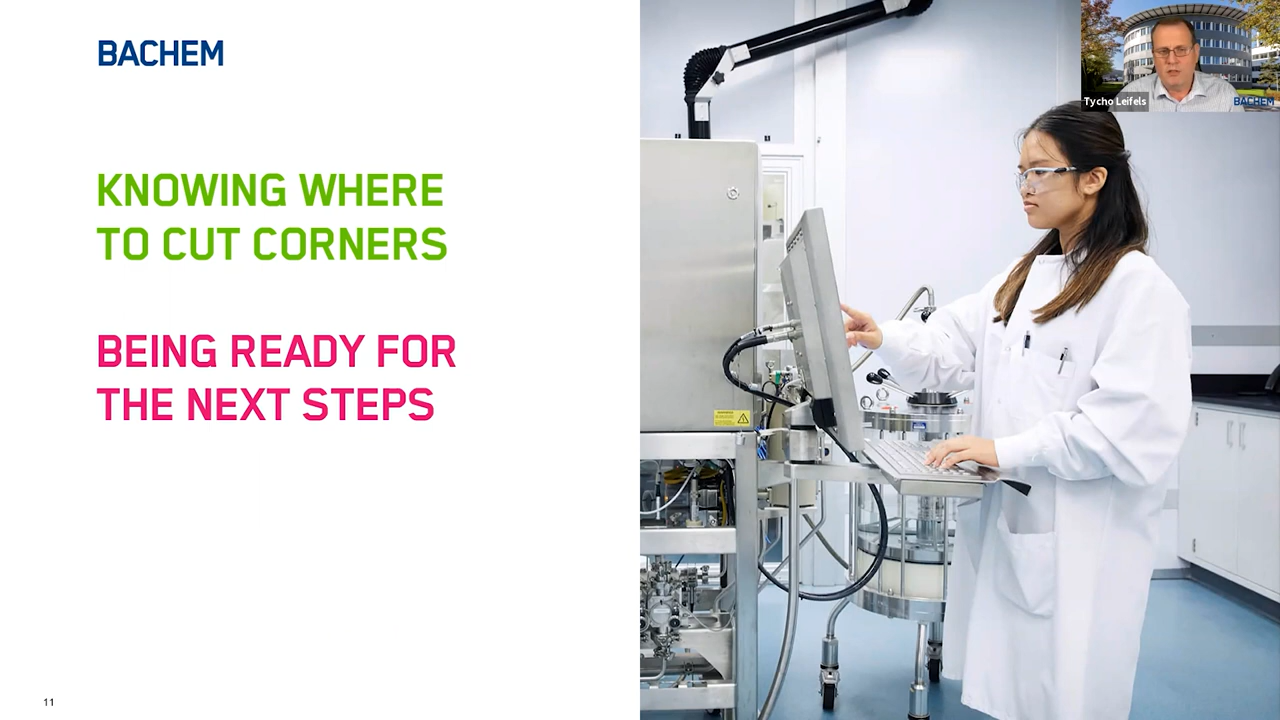 BACHEM
KNOWING WHERE
TO CUT CORNERS
BEING READY FOR
THE NEXT STEPS
11
Tycho Leifels
BACHEM